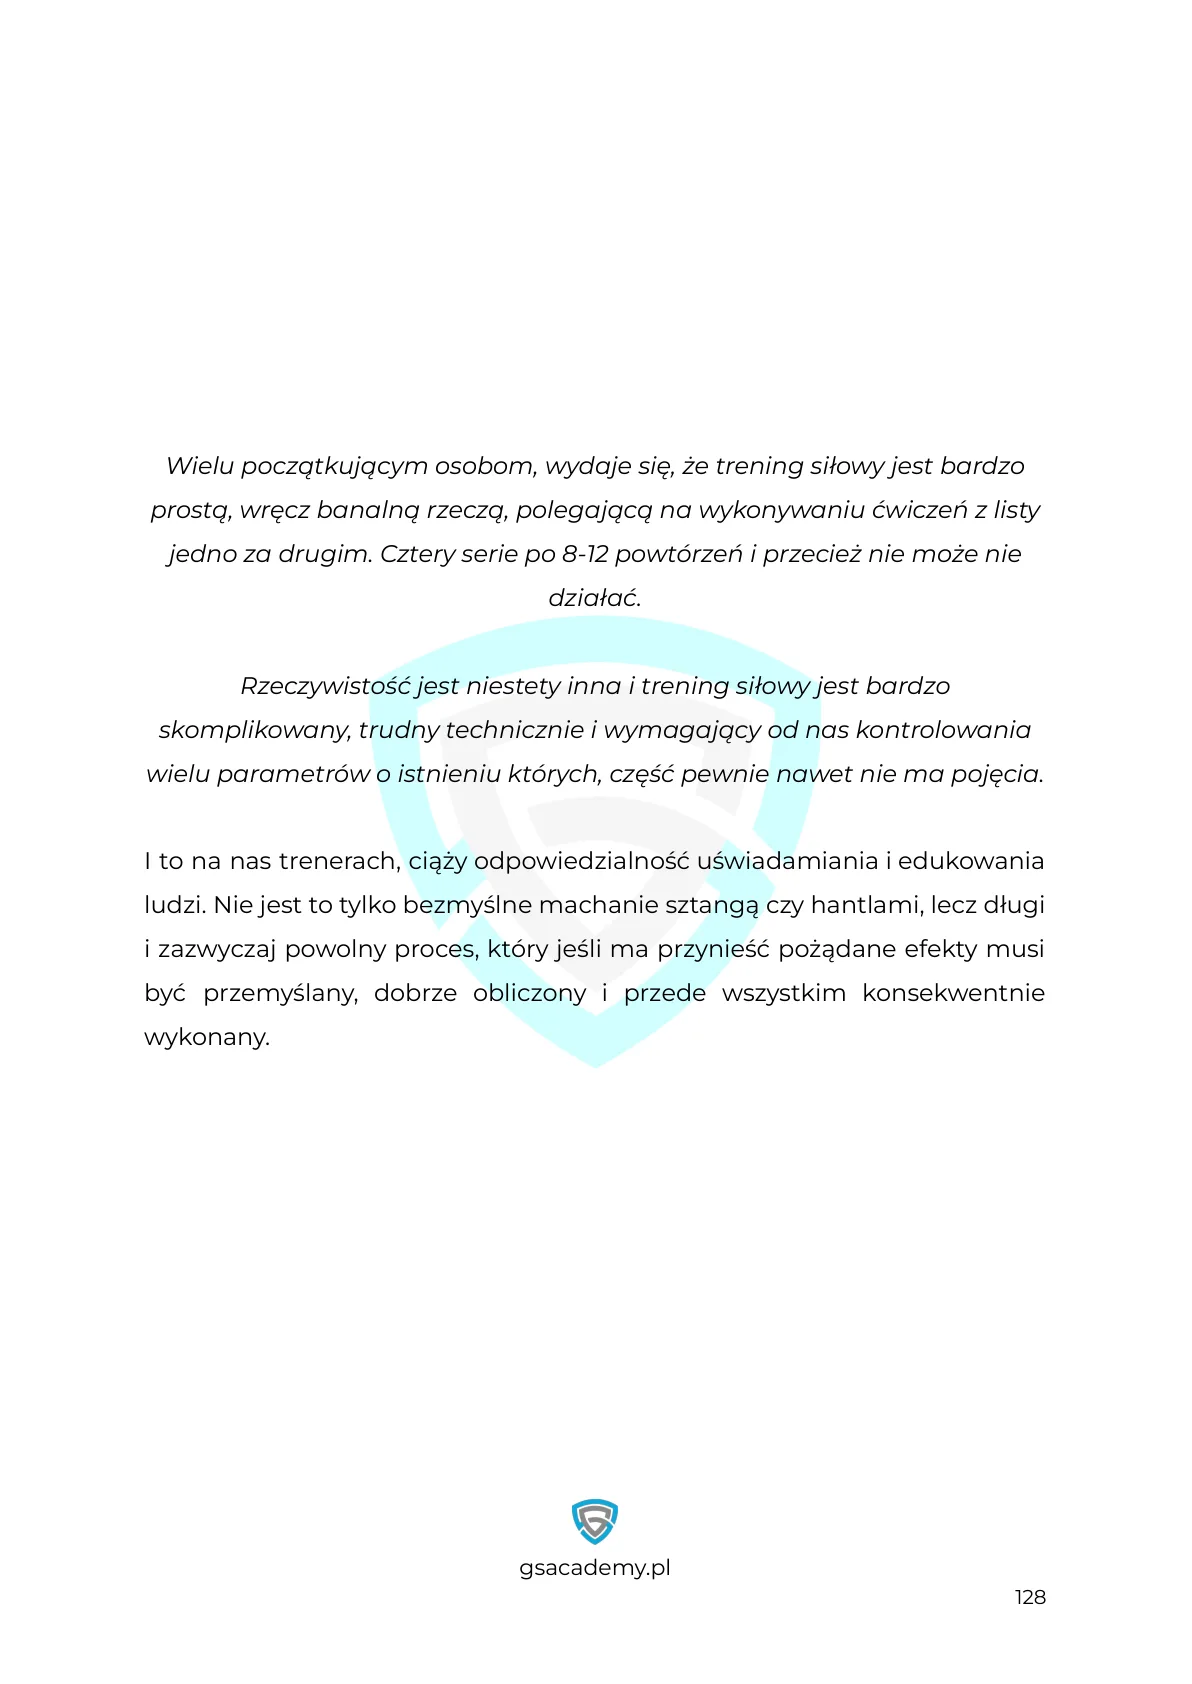 Wielu początkującym osobom, wydaje się, że trening siłowy jest bardzo
prostą, wręcz banalną rzeczą, polegającą na wykonywaniu ćwiczeń z listy
jedno za drugim. Cztery serie po 8-12 powtórzeń i przecież nie może nie
działać.
Rzeczywistość jest niestety inna i trening siłowy jest bardzo
skomplikowany, trudny technicznie i wymagający od nas kontrolowania
wielu parametrów o istnieniu których, część pewnie nawet nie ma pojęcia.
I to na nas trenerach, ciąży odpowiedzialność uświadamiania i edukowania
ludzi. Nie jest to tylko bezmyślne machanie sztangą czy hantlami, lecz długi
i zazwyczaj powolny proces, który jeśli ma przynieść pożądane efekty musi
być przemyślany, dobrze obliczony i przede wszystkim konsekwentnie
wykonany.
gsacademy.pl
128